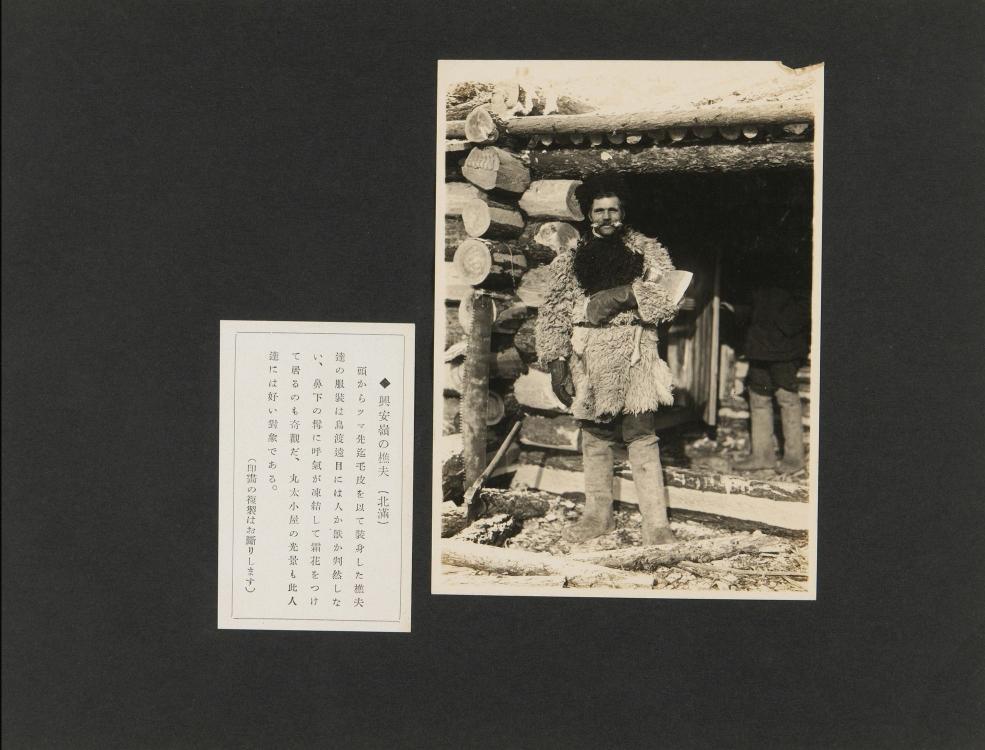 ◆興安嶺の樵夫（北滿）
頭からツマ先迄毛皮を以て裝身した樵夫
達の服裝は鳥渡遠目には人か獸か判然しな
い、鼻下の髯に呼氣が凍結して霜花をつけ
て居るのも奇觀だ、丸太小屋の光景も此人
達には好い對象である。
（印畵の複製はお斷りします）